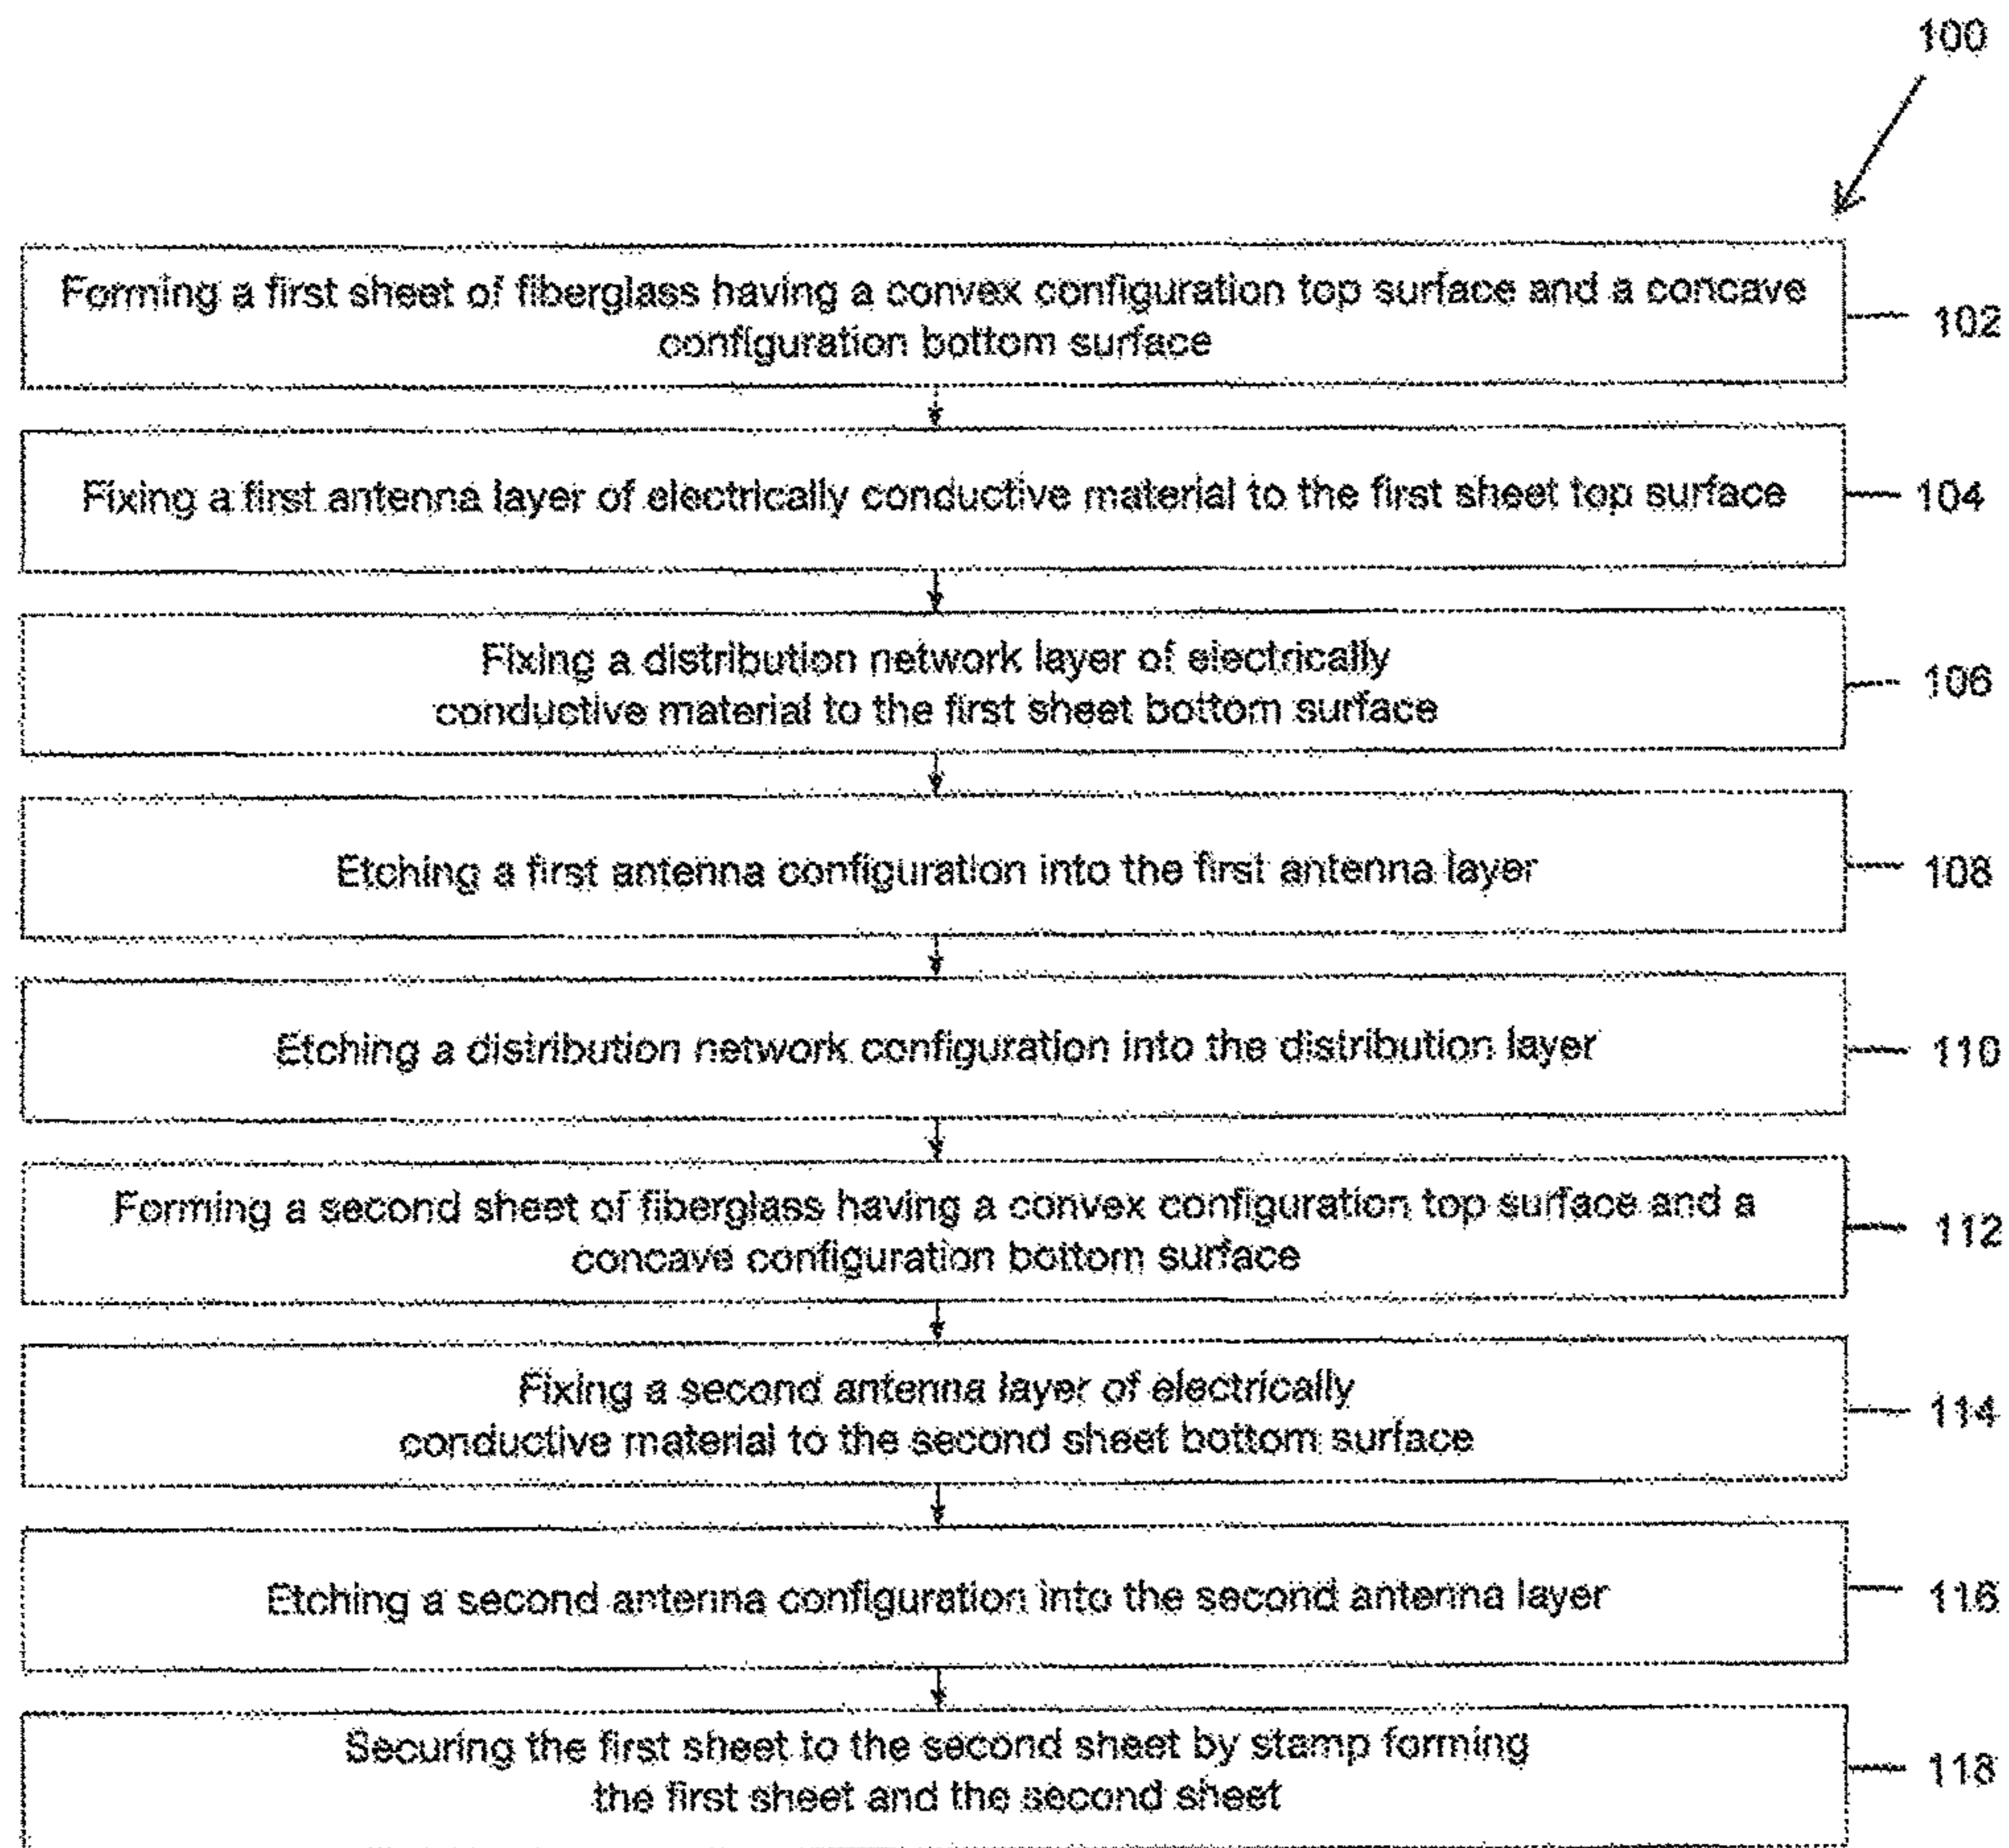 100
Forming a first sheet of fiberglass having a convex configuration top surface and a concave
configuration bottom surface
102
Fixing a first antenna layer of electrically conductive material to the first sheet top surface
104
Fixing a distribution network layer of electrically
conductive material to the first sheet bottom surface
106
Etching a first antenna configuration into the first antenna layer
108
Etching a distribution network configuration into the distribution layer
110
Forming a second sheet of fiberglass having a convex configuration top surface and a
concave configuration bottom surface
112
Fixing a second antenna layer of electrically
conductive material to the second sheet bottom surface
114
Etching a second antenna configuration into the second antenna layer
116
Securing the first sheet to the second sheet by stamp forming
the first sheet and the second sheet
118